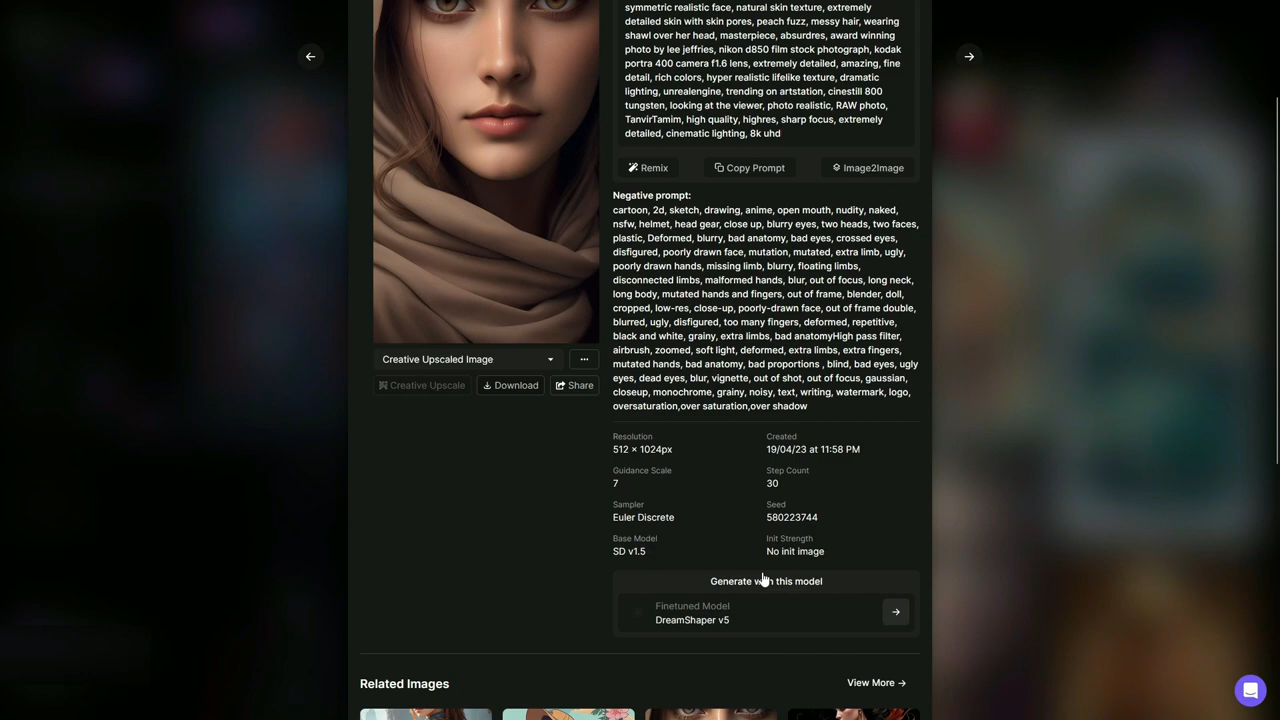 symmetric realistic face, natural skin texture, extremely
detailed skin with skin pores, peach fuzz, messy hair, wearing
shawl over her head, masterpiece, absurdres, award winning
photo by lee jeffries, nikon d850 film stock photograph, kodak
portra 400 camera f1.6 lens, extremely detailed, amazing, fine
detail, rich colors, hyper realistic lifelike texture, dramatic
lighting, unrealengine, trending on artstation, cinestill 800
tungsten, looking at the viewer, photo realistic, RAW photo,
TanvirTamim, high quality, highres, sharp focus, extremely
detailed, cinematic lighting, 8k uhd
Remix
Copy Prompt
Image2Image
Negative prompt:
cartoon, 2d, sketch, drawing, anime, open mouth, nudity, naked,
nsfw, helmet, head gear, close up, blurry eyes, two heads, two faces,
plastic, Deformed, blurry, bad anatomy, bad eyes, crossed eyes,
disfigured, poorly drawn face, mutation, mutated, extra limb, ugly,
poorly drawn hands, missing limb, blurry, floating limbs,
disconnected limbs, malformed hands, blur, out of focus, long neck,
long body, mutated hands and fingers, out of frame, blender, doll,
cropped, low-res, close-up, poorly-drawn face, out of frame double,
blurred, ugly, disfigured, too many fingers, deformed, repetitive,
black and white, grainy, extra limbs, bad anatomyHigh pass filter,
airbrush, zoomed, soft light, deformed, extra limbs, extra fingers,
mutated hands, bad anatomy, bad proportions , blind, bad eyes, ugly
eyes, dead eyes, blur, vignette, out of shot, out of focus, gaussian,
closeup, monochrome, grainy, noisy, text, writing, watermark, logo,
oversaturation,over saturation,over shadow
Creative Upscaled Image
Creative Upscale
Download
Share
Resolution
512 × 1024px
Created
19/04/23 at 11:58 PM
Guidance Scale
7
Step Count
30
Sampler
Euler Discrete
Seed
580223744
Base Model
SD v1.5
Init Strength
No init image
Generate with this model
Finetuned Model
DreamShaper v5
Related Images
View More